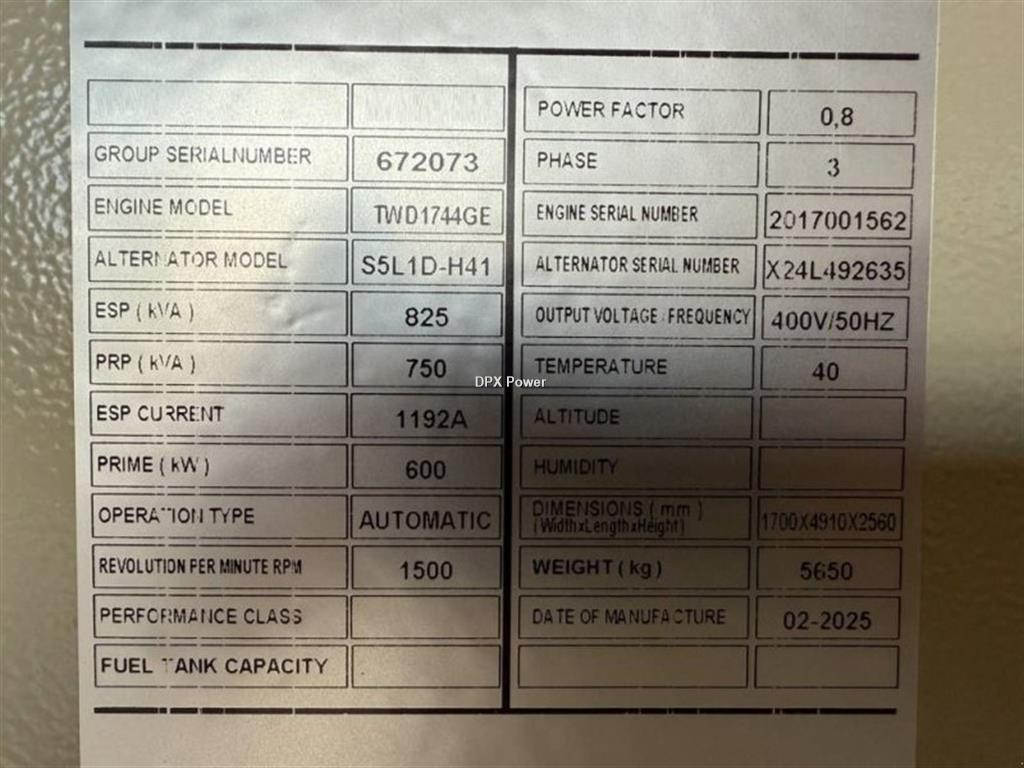 GROUP SERIALNUMBER 672073
ENGINE MODEL TWD1744GE
ALTERNATOR MODEL S5L1D-H41
ESP ( kVA ) 825
PRP ( kVA ) 750
ESP CURRENT 1192A
PRIME ( kW ) 600
OPERATION TYPE AUTOMATIC
REVOLUTION PER MINUTE RPM 1500
PERFORMANCE CLASS
FUEL TANK CAPACITY
POWER FACTOR 0,8
PHASE 3
ENGINE SERIAL NUMBER 2017001562
ALTERNATOR SERIAL NUMBER X24L492635
OUTPUT VOLTAGE / FREQUENCY 400V/50HZ
TEMPERATURE 40
ALTITUDE
HUMIDITY
DIMENSIONS ( mm )
(WidthxLengthxHeight) 1700X4910X2560
WEIGHT ( kg ) 5650
DATE OF MANUFACTURE 02-2025
DPX Power